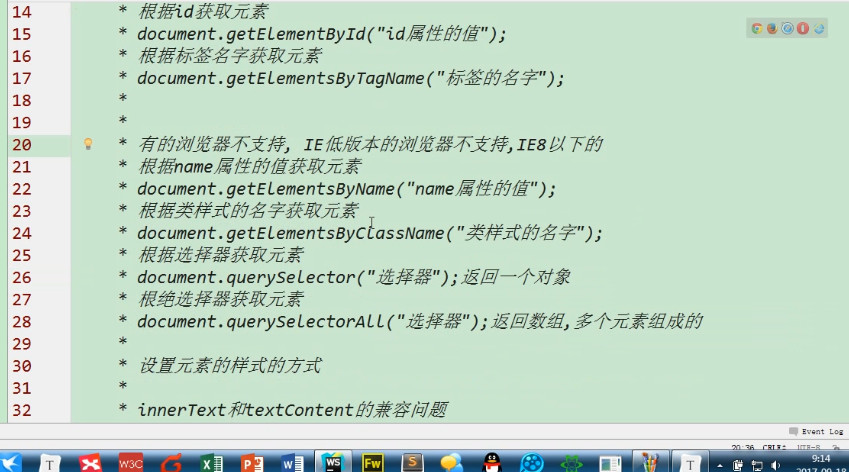 14 * 根据id获取元素
15 * document.getElementById("id属性的值");
16 * 根据标签名字获取元素
17 * document.getElementsByTagName("标签的名字");
18 *
19 *
20 * 有的浏览器不支持, IE低版本的浏览器不支持,IE8以下的
21 * 根据name属性的值获取元素
22 * document.getElementsByName("name属性的值");
23 * 根据类样式的名字获取元素
24 * document.getElementsByClassName("类样式的名字");
25 * 根据选择器获取元素
26 * document.querySelector("选择器");返回一个对象
27 * 根绝选择器获取元素
28 * document.querySelectorAll("选择器");返回数组,多个元素组成的
29 *
30 * 设置元素的样式的方式
31 *
32 * innerText和textContent的兼容问题
Event Log
20:36 CRLF UTF-8
T W3C WS Fw S T 9:14